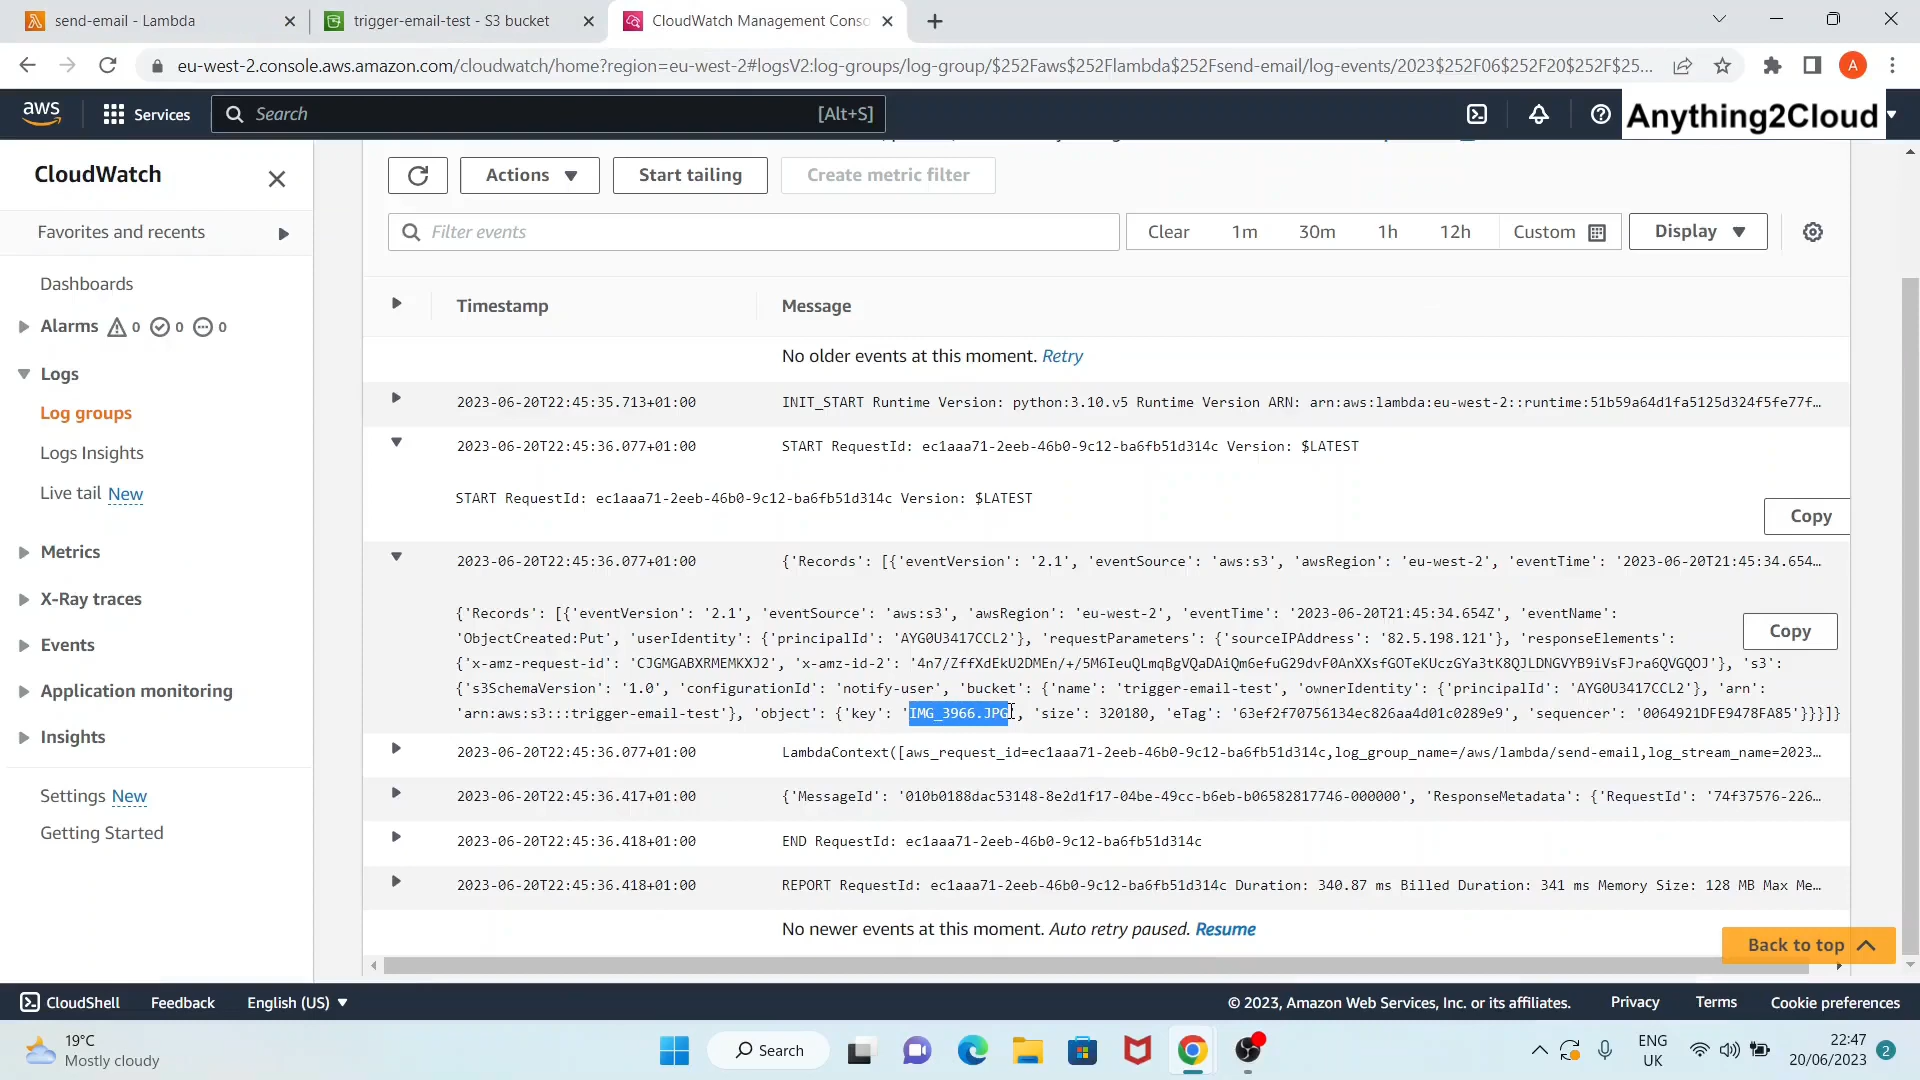 send-email - Lambda
trigger-email-test - S3 bucket
CloudWatch Management Conso
eu-west-2.console.aws.amazon.com/cloudwatch/home?region=eu-west-2#logsV2:log-groups/log-group/$252Faws$252Flambda$252Fsend-email/log-events/2023$252F06$252F20$252F$25...
aws
Services
Search
[Alt+S]
Anything2Cloud
CloudWatch
Actions
Start tailing
Create metric filter
Favorites and recents
Filter events
Clear
1m
30m
1h
12h
Custom
Display
Dashboards
Alarms 0 0 0
Logs
Log groups
Logs Insights
Live tail New
Metrics
X-Ray traces
Events
Application monitoring
Insights
Settings New
Getting Started
Timestamp Message
No older events at this moment. Retry
2023-06-20T22:45:35.713+01:00 INIT_START Runtime Version: python:3.10.v5 Runtime Version ARN: arn:aws:lambda:eu-west-2::runtime:51b59a64d1fa5125d324f5fe77f…
2023-06-20T22:45:36.077+01:00 START RequestId: ec1aaa71-2eeb-46b0-9c12-ba6fb51d314c Version: $LATEST
START RequestId: ec1aaa71-2eeb-46b0-9c12-ba6fb51d314c Version: $LATEST
Copy
2023-06-20T22:45:36.077+01:00 {'Records': [{'eventVersion': '2.1', 'eventSource': 'aws:s3', 'awsRegion': 'eu-west-2', 'eventTime': '2023-06-20T21:45:34.654…
{'Records': [{'eventVersion': '2.1', 'eventSource': 'aws:s3', 'awsRegion': 'eu-west-2', 'eventTime': '2023-06-20T21:45:34.654Z', 'eventName':
'ObjectCreated:Put', 'userIdentity': {'principalId': 'AYG0U3417CCL2'}, 'requestParameters': {'sourceIPAddress': '82.5.198.121'}, 'responseElements':
{'x-amz-request-id': 'CJGMGABXRMEMKXJ2', 'x-amz-id-2': '4n7/ZffXdEkU2DMEn/+/5M6IeuQLmqBgVQaDAiQm6efuG29dvF0AnXXsfGOTeKUczGYa3tK8QJLDNGVYB9iVsFJra6QVGQOJ'}, 's3':
{'s3SchemaVersion': '1.0', 'configurationId': 'notify-user', 'bucket': {'name': 'trigger-email-test', 'ownerIdentity': {'principalId': 'AYG0U3417CCL2'}, 'arn':
'arn:aws:s3:::trigger-email-test'}, 'object': {'key': 'IMG_3966.JPG', 'size': 320180, 'eTag': '63ef2f70756134ec826aa4d01c0289e9', 'sequencer': '0064921DFE9478FA85'}}}]}
Copy
2023-06-20T22:45:36.077+01:00 LambdaContext([aws_request_id=ec1aaa71-2eeb-46b0-9c12-ba6fb51d314c,log_group_name=/aws/lambda/send-email,log_stream_name=2023…
2023-06-20T22:45:36.417+01:00 {'MessageId': '010b0188dac53148-8e2d1f17-04be-49cc-b6eb-b06582817746-000000', 'ResponseMetadata': {'RequestId': '74f37576-226…
2023-06-20T22:45:36.418+01:00 END RequestId: ec1aaa71-2eeb-46b0-9c12-ba6fb51d314c
2023-06-20T22:45:36.418+01:00 REPORT RequestId: ec1aaa71-2eeb-46b0-9c12-ba6fb51d314c Duration: 340.87 ms Billed Duration: 341 ms Memory Size: 128 MB Max Me…
No newer events at this moment. Auto retry paused. Resume
Back to top
CloudShell
Feedback
English (US)
© 2023, Amazon Web Services, Inc. or its affiliates.
Privacy
Terms
Cookie preferences
19°C
Mostly cloudy
Search
ENG
UK
22:47
20/06/2023
2
A